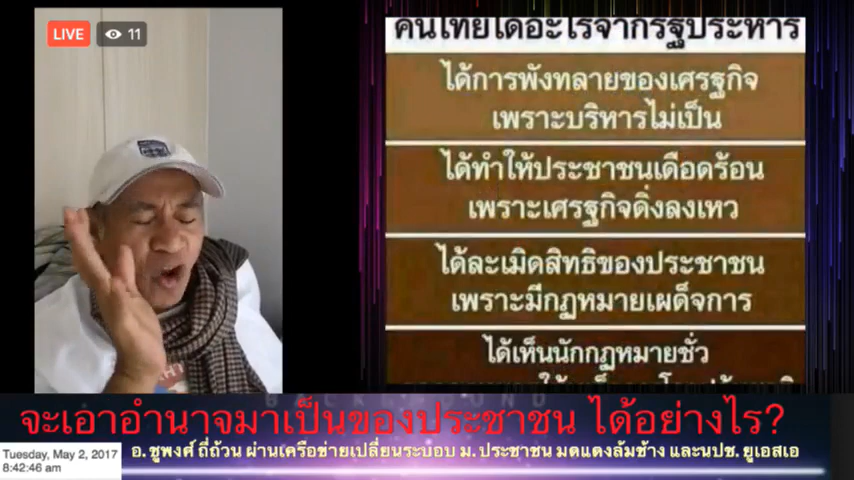 LIVE 11
คนไทยได้อะไรจากรัฐประหาร
ได้การพังทลายของเศรฐกิจ
เพราะบริหารไม่เป็น
ได้ทำให้ประชาชนเดือดร้อน
เพราะเศรฐกิจดิ่งลงเหว
ได้ละเมิดสิทธิของประชาชน
เพราะมีกฎหมายเผด็จการ
ได้เห็นนักกฎหมายชั่ว
จะเอาอำนาจมาเป็นของประชาชน ได้อย่างไร?
อ. ชูพงศ์ ถี่ถ้วน ผ่านเครือข่ายเปลี่ยนระบอบ ม. ประชาชน มดแดงล้มช้าง และนปช. ยูเอสเอ
Tuesday, May 2, 2017
8:42:46 am